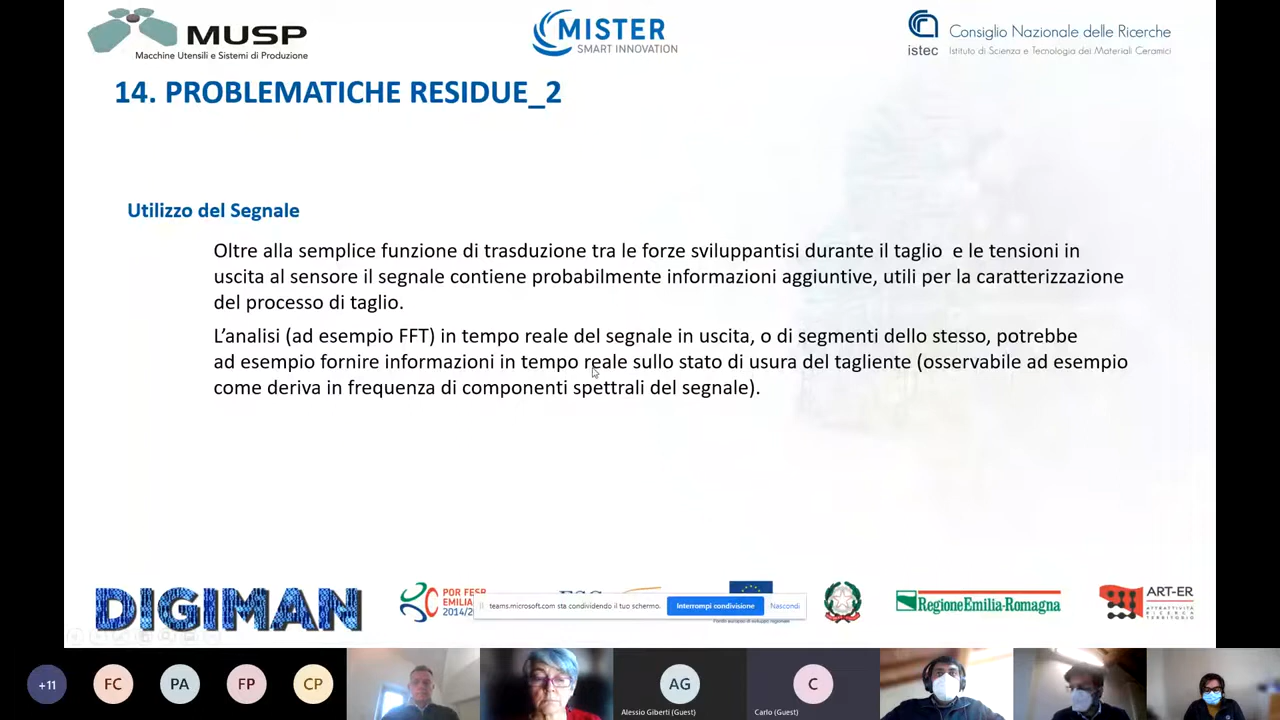 MUSP
Macchine Utensili e Sistemi di Produzione
MISTER
SMART INNOVATION
istec
Consiglio Nazionale delle Ricerche
Istituto di Scienza e Tecnologia dei Materiali Ceramici
14. PROBLEMATICHE RESIDUE_2
Utilizzo del Segnale
Oltre alla semplice funzione di trasduzione tra le forze sviluppantisi durante il taglio e le tensioni in
uscita al sensore il segnale contiene probabilmente informazioni aggiuntive, utili per la caratterizzazione
del processo di taglio.
L’analisi (ad esempio FFT) in tempo reale del segnale in uscita, o di segmenti dello stesso, potrebbe
ad esempio fornire informazioni in tempo reale sullo stato di usura del tagliente (osservabile ad esempio
come deriva in frequenza di componenti spettrali del segnale).
DIGIMAN
POR FESR
EMILIA
2014/2
teams.microsoft.com sta condividendo il tuo schermo.
Interrompi condivisione
Nascondi
RegioneEmilia-Romagna
ART-ER
ATTRATTIVITÀ
RICERCA
TERRITORIO
+11
FC
PA
FP
CP
AG
Alessio Giberti (Guest)
C
Carlo (Guest)